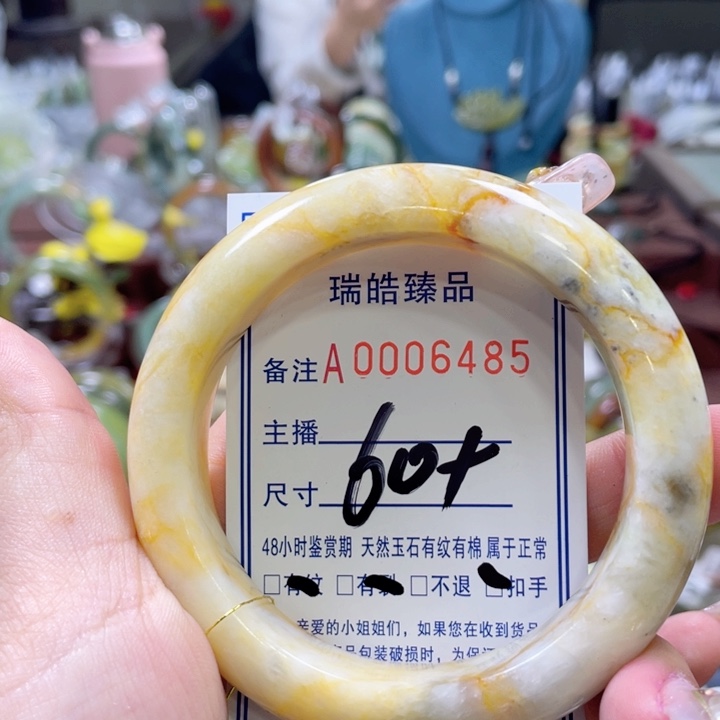 瑞皓臻品
备注A0006485
主播
尺寸 60+
48小时鉴赏期 天然玉石有纹有棉 属于正常
□有纹 □有裂 □不退 □扣手
亲爱的小姐姐们，如果您在收到货品
品包装破损时，为保